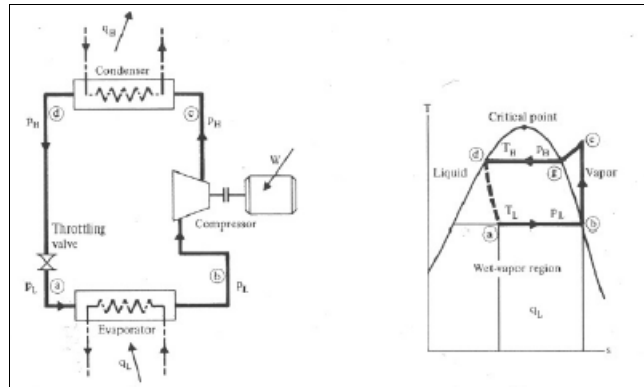 q_H
Condenser
d
c
p_H
p_H
W
Compressor
Throttling
valve
a
b
p_L
p_L
Evaporator
q_L
T
Critical point
c
d
T_H
p_H
Liquid
g
Vapor
T_L
p_L
a
b
Wet-vapor region
q_L
s